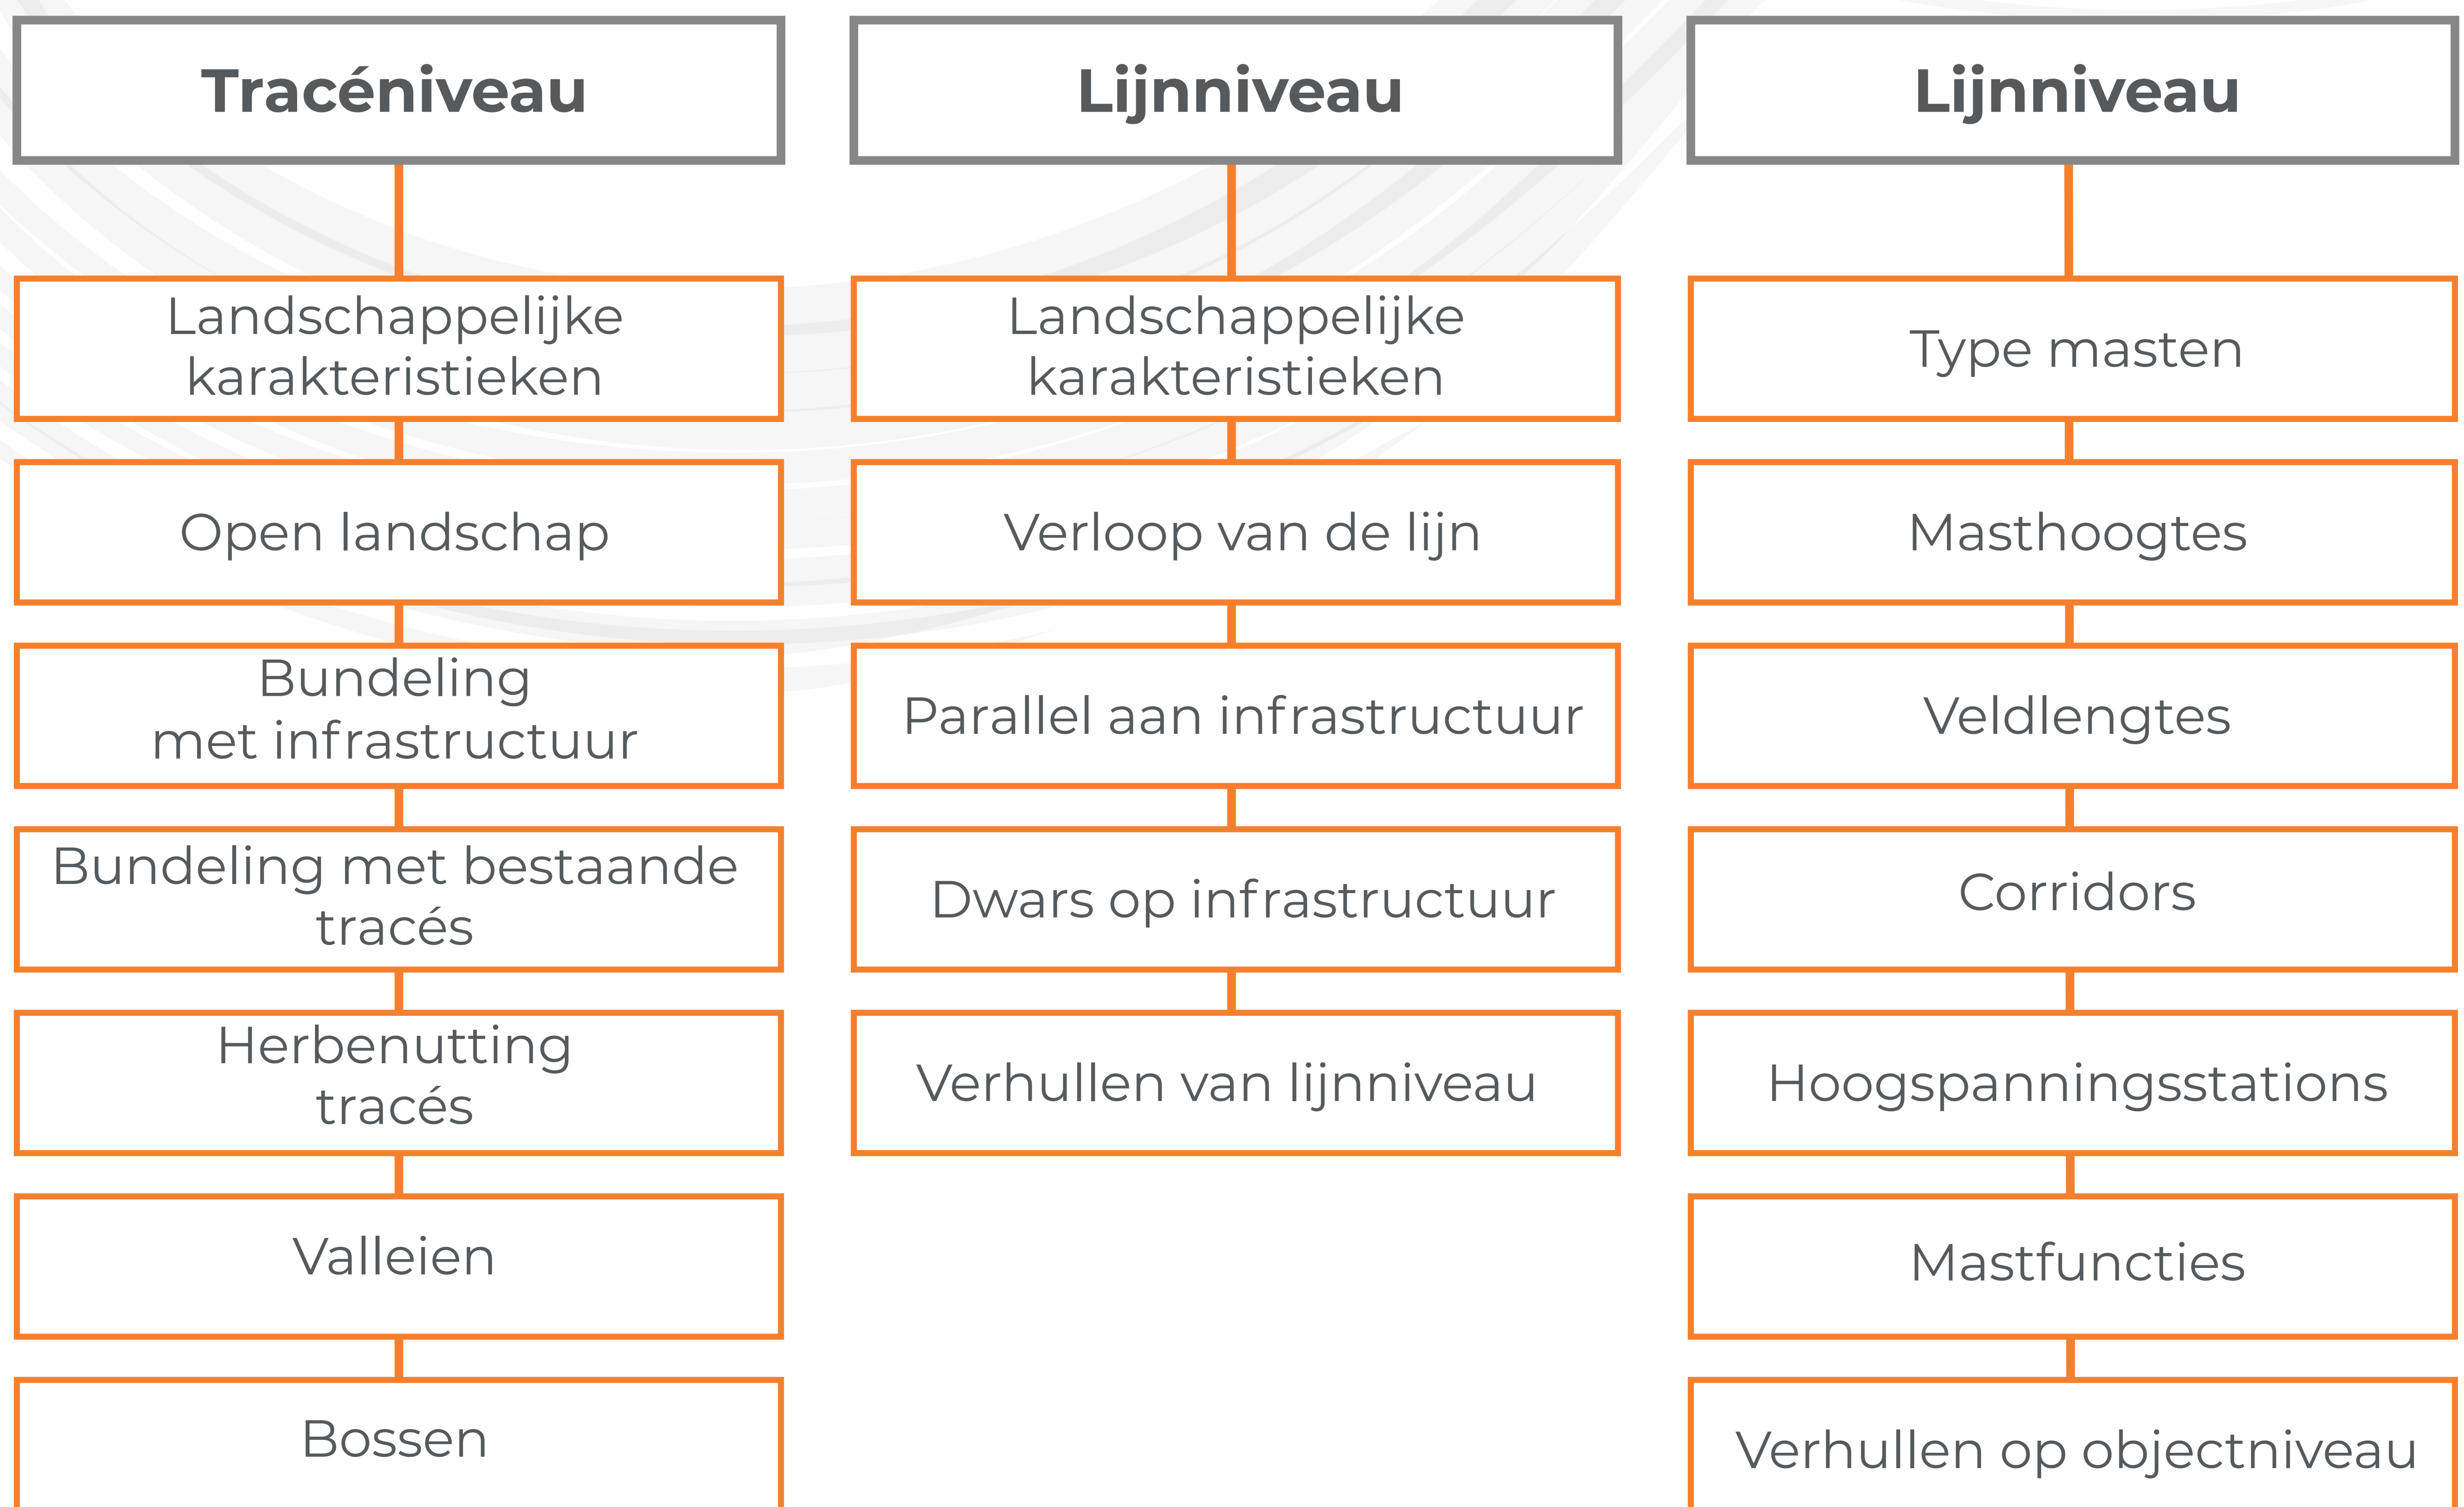 Tracéniveau
Landschappelijke
karakteristieken
Open landschap
Bundeling
met infrastructuur
Bundeling met bestaande
tracés
Herbenutting
tracés
Valleien
Bossen
Lijnniveau
Landschappelijke
karakteristieken
Verloop van de lijn
Parallel aan infrastructuur
Dwars op infrastructuur
Verhullen van lijnniveau
Lijnniveau
Type masten
Masthoogtes
Veldlengtes
Corridors
Hoogspanningsstations
Mastfuncties
Verhullen op objectniveau